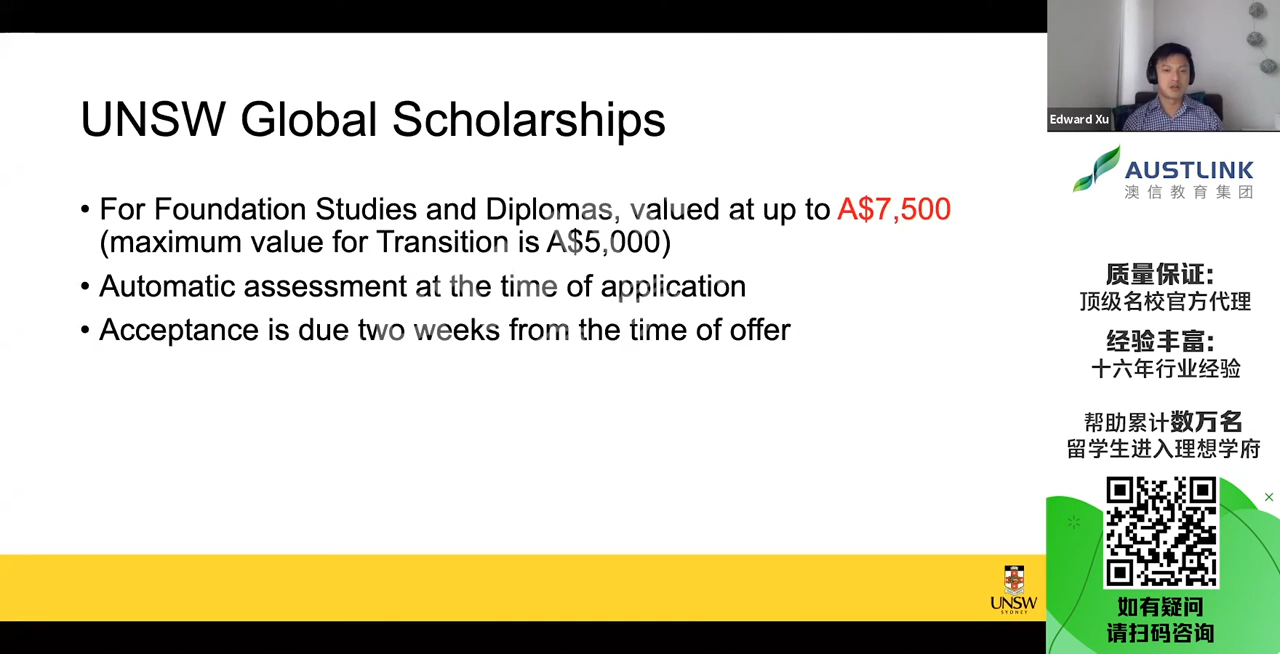 UNSW Global Scholarships
• For Foundation Studies and Diplomas, valued at up to A$7,500
(maximum value for Transition is A$5,000)
• Automatic assessment at the time of application
• Acceptance is due two weeks from the time of offer
UNSW
SYDNEY
Edward Xu
AUSTLINK
澳信教育集团
质量保证:
顶级名校官方代理
经验丰富:
十六年行业经验
帮助累计数万名
留学生进入理想学府
如有疑问
请扫码咨询